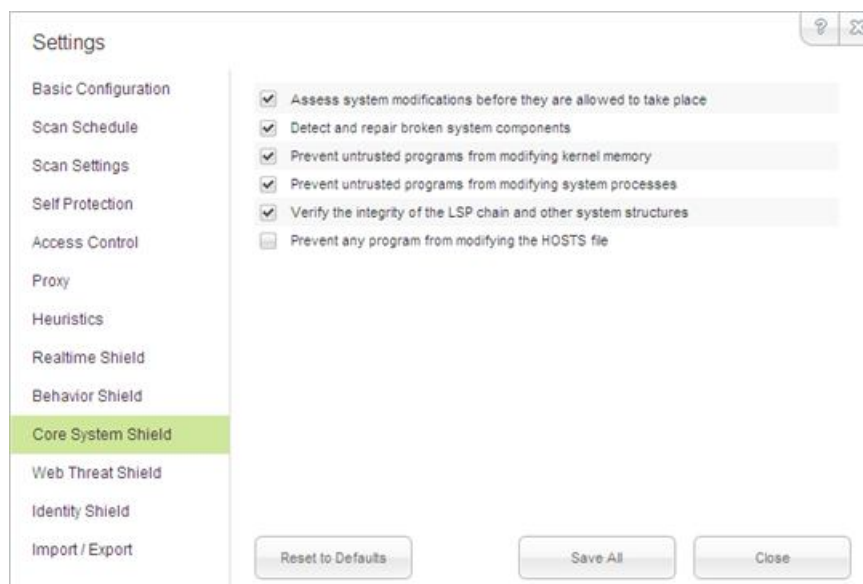 Settings
?
Basic Configuration
Scan Schedule
Scan Settings
Self Protection
Access Control
Proxy
Heuristics
Realtime Shield
Behavior Shield
Core System Shield
Web Threat Shield
Identity Shield
Import / Export
Assess system modifications before they are allowed to take place
Detect and repair broken system components
Prevent untrusted programs from modifying kernel memory
Prevent untrusted programs from modifying system processes
Verify the integrity of the LSP chain and other system structures
Prevent any program from modifying the HOSTS file
Reset to Defaults
Save All
Close